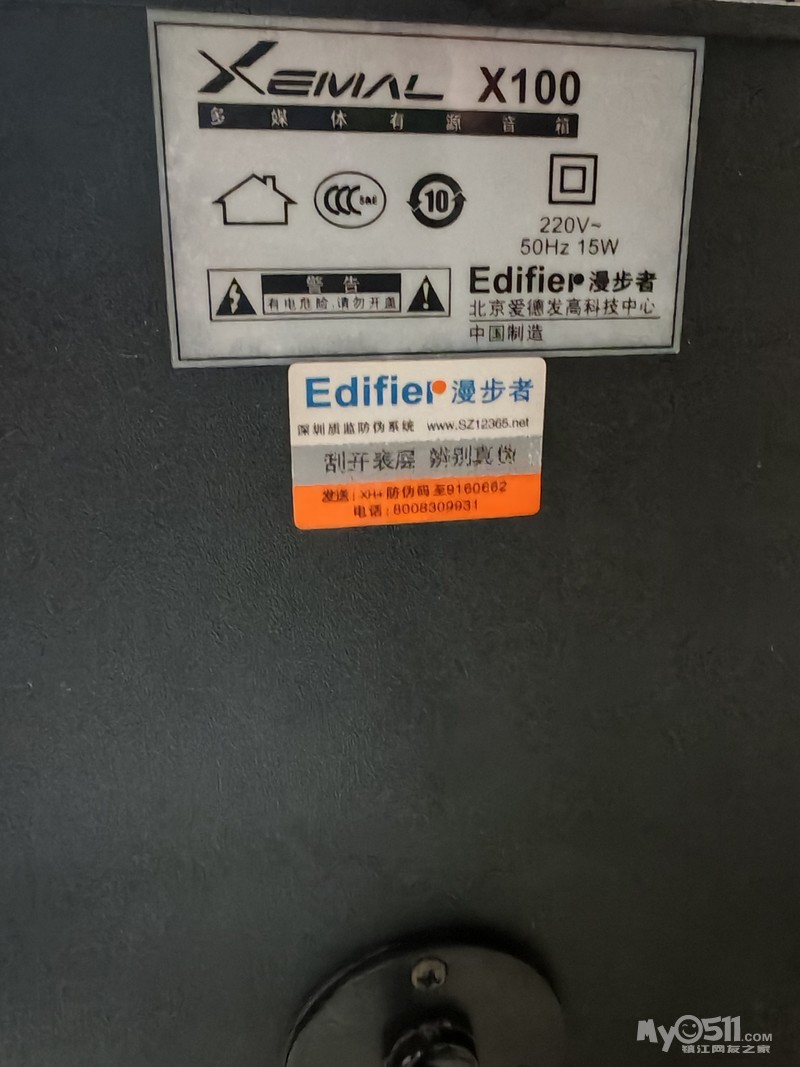 XEMAL X100
多媒体有源音箱
CCC S&E
10
220V~
50Hz 15W
警告
有电危险,请勿开盖
Edifier漫步者
北京爱德发高科技中心
中国制造
Edifier漫步者
深圳质监防伪系统 www.SZ12365.net
刮开表层 辨别真伪
发送:XH+防伪码至9160662
电话:8008309931
My0511.COM
镇江网友之家